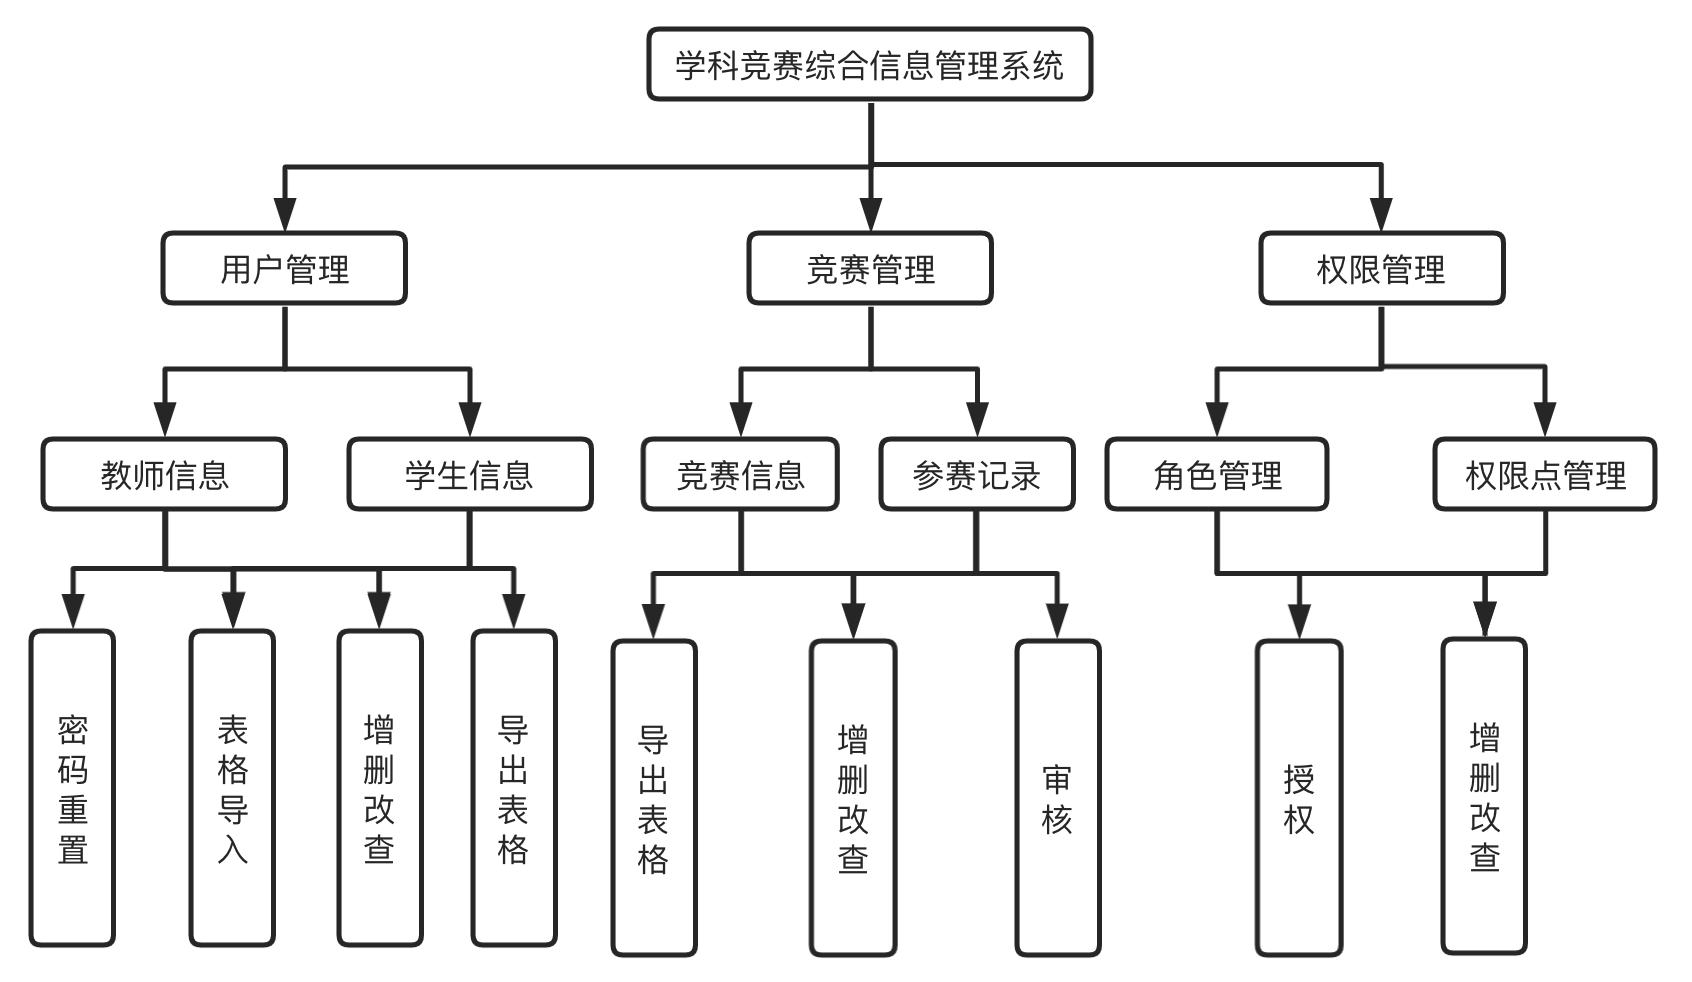 学科竞赛综合信息管理系统
用户管理
竞赛管理
权限管理
教师信息
学生信息
竞赛信息
参赛记录
角色管理
权限点管理
密码重置
表格导入
增删改查
导出表格
导出表格
增删改查
审核
授权
增删改查